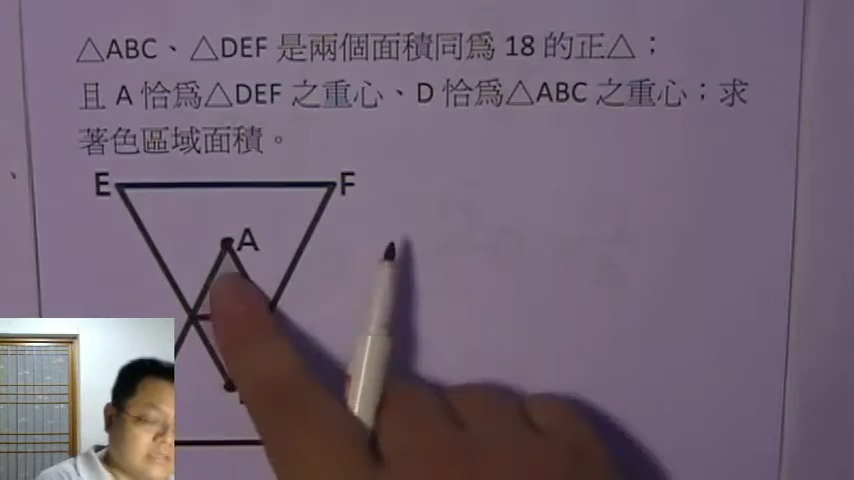 △ABC、△DEF 是兩個面積同為 18 的正△；
且 A 恰為△DEF 之重心、D 恰為△ABC 之重心；求
著色區域面積。
E
F
A